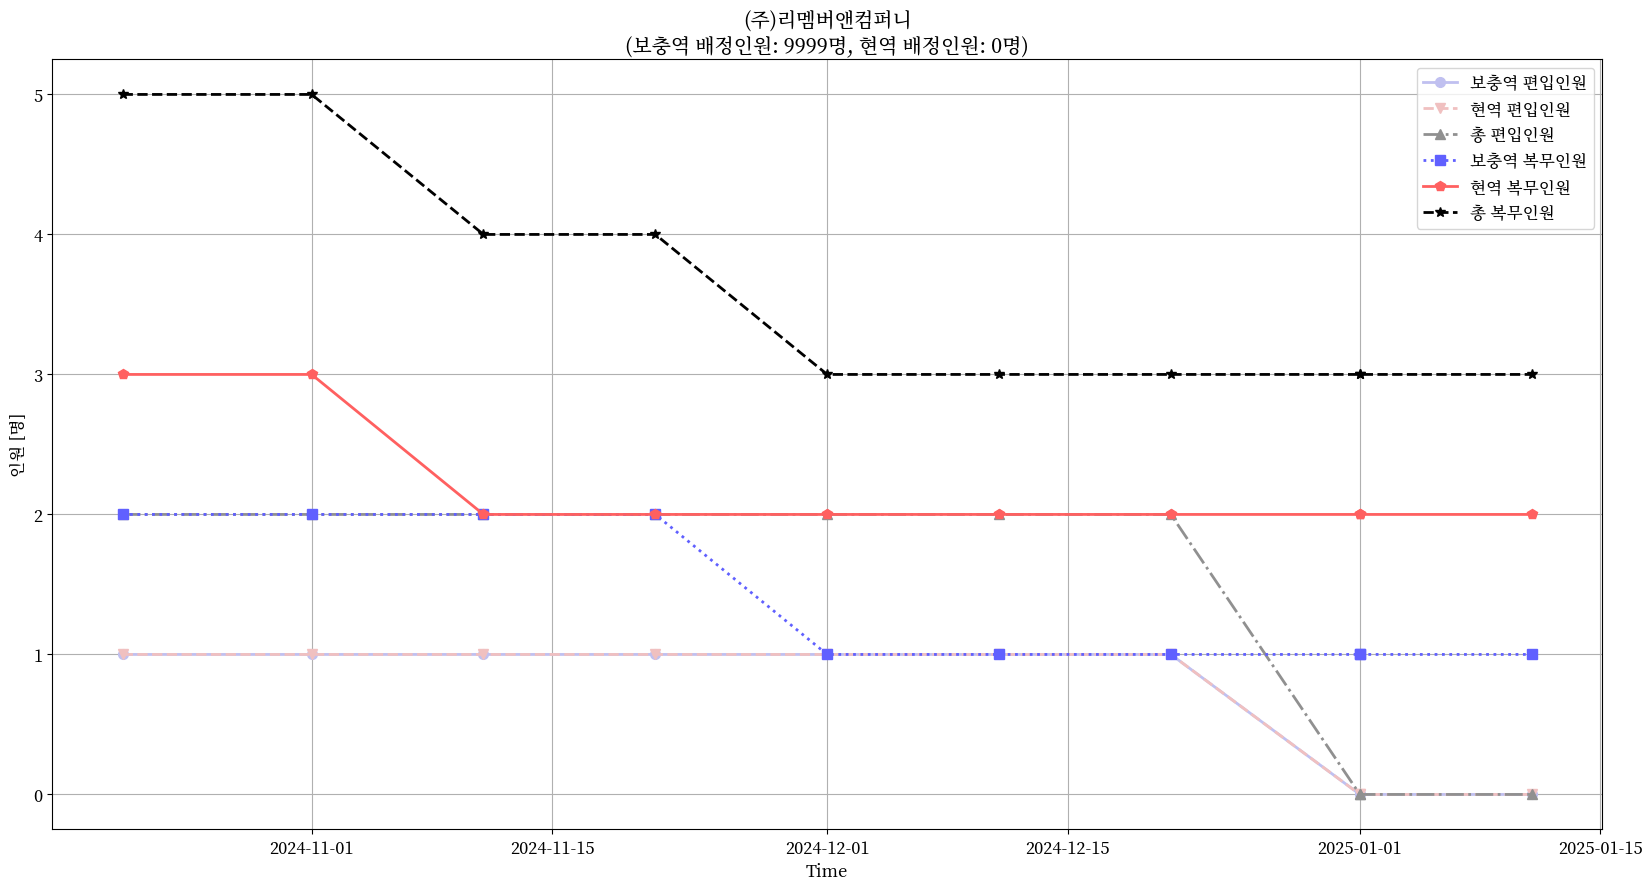 (주)리멤버앤컴퍼니
(보충역 배정인원: 9999명, 현역 배정인원: 0명)
보충역 편입인원
현역 편입인원
총 편입인원
보충역 복무인원
현역 복무인원
총 복무인원
5
4
3
2
1
0
인원 [명]
2024-11-01
2024-11-15
2024-12-01
2024-12-15
2025-01-01
2025-01-15
Time